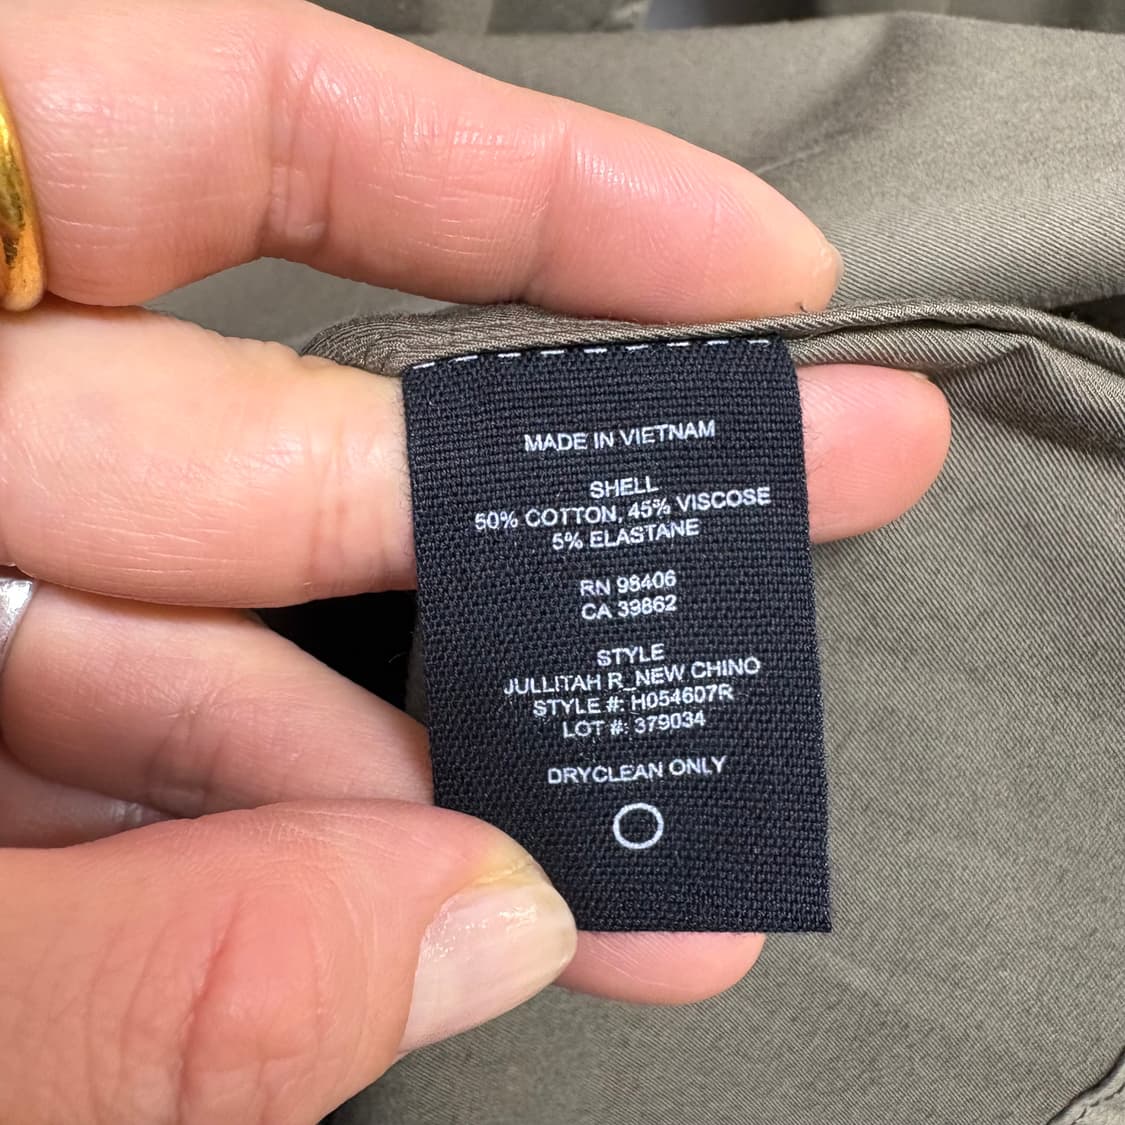 MADE IN VIETNAM
SHELL
50% COTTON, 45% VISCOSE
5% ELASTANE
RN 98406
CA 39862
STYLE
JULLITAH R_NEW CHINO
STYLE #: H054607R
LOT #: 379034
DRYCLEAN ONLY